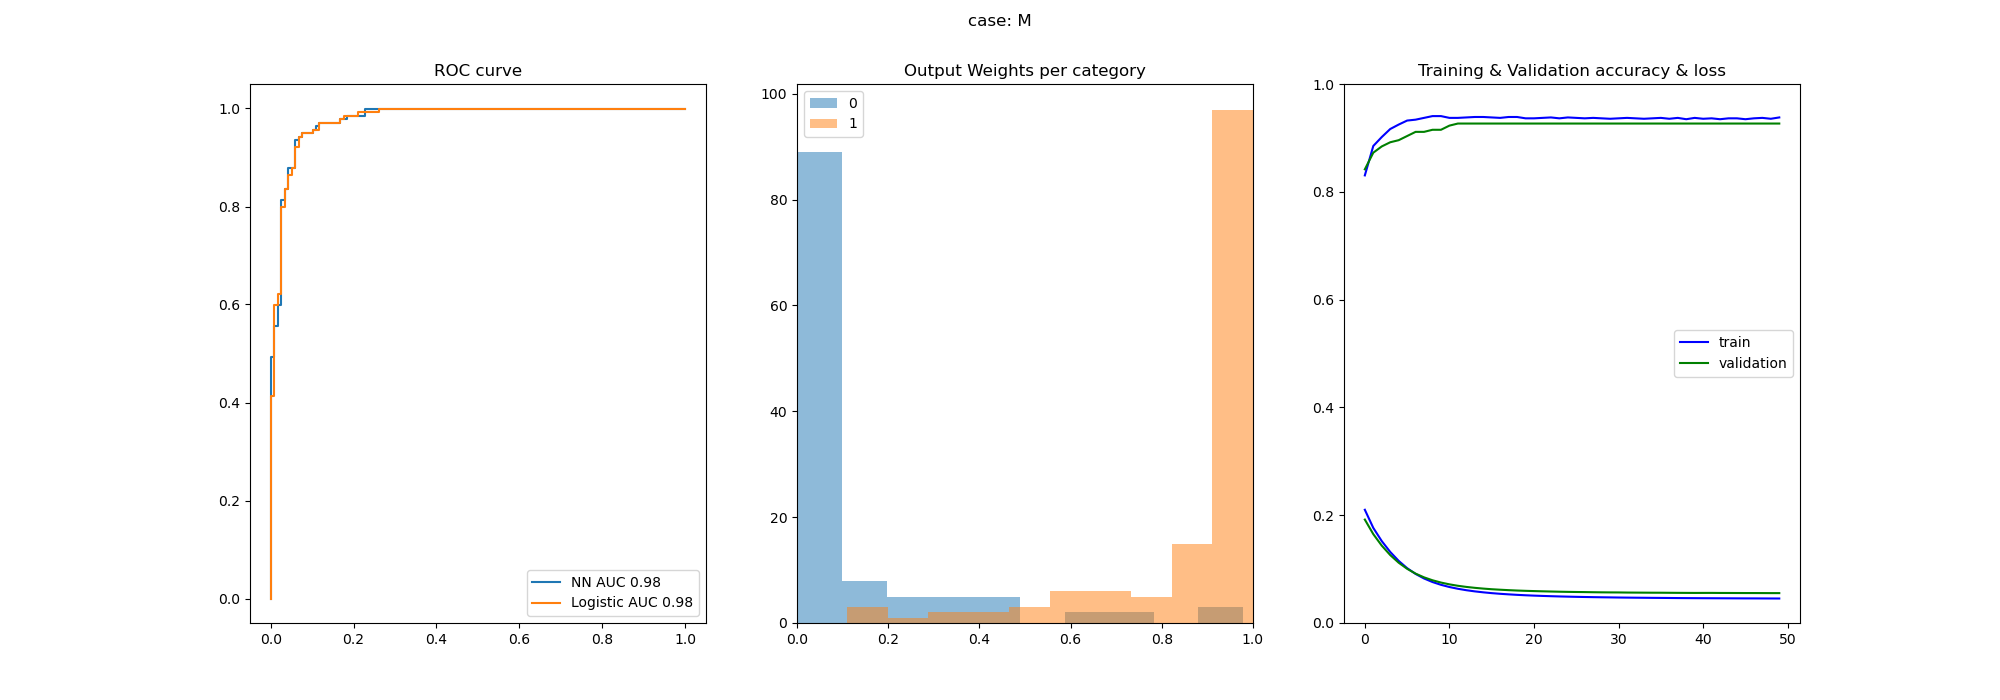 case: M
ROC curve
1.0
0.8
0.6
0.4
0.2
0.0
0.0 0.2 0.4 0.6 0.8 1.0
NN AUC 0.98
Logistic AUC 0.98
Output Weights per category
100
80
60
40
20
0
0.0 0.2 0.4 0.6 0.8 1.0
0
1
Training & Validation accuracy & loss
1.0
0.8
0.6
0.4
0.2
0.0
0 10 20 30 40 50
train
validation